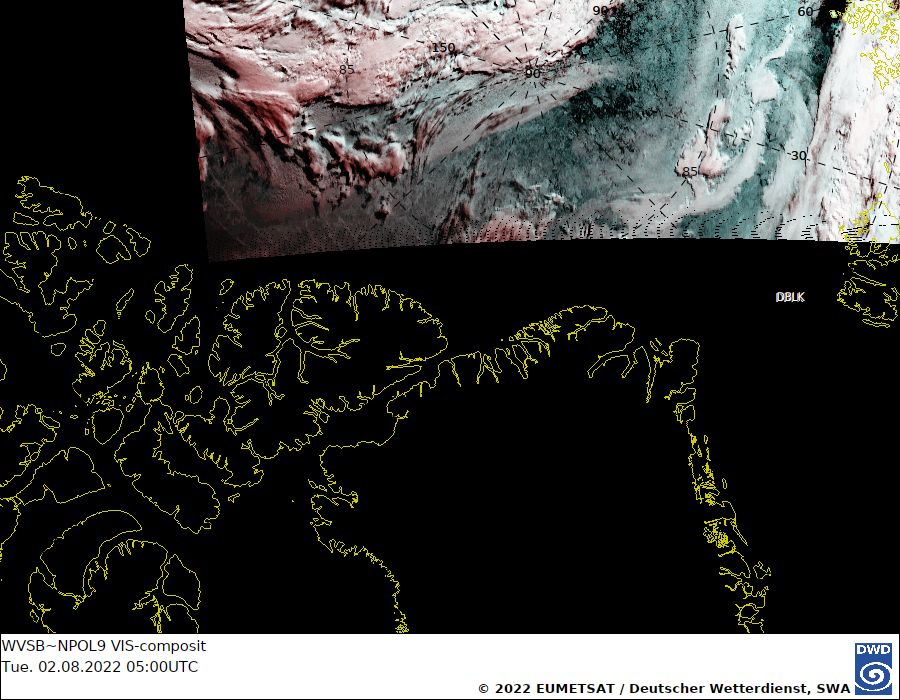 90
60
150
85
90
30
85
DBLK
WVSB~NPOL9 VIS-composit
Tue. 02.08.2022 05:00UTC
DWD
© 2022 EUMETSAT / Deutscher Wetterdienst, SWA